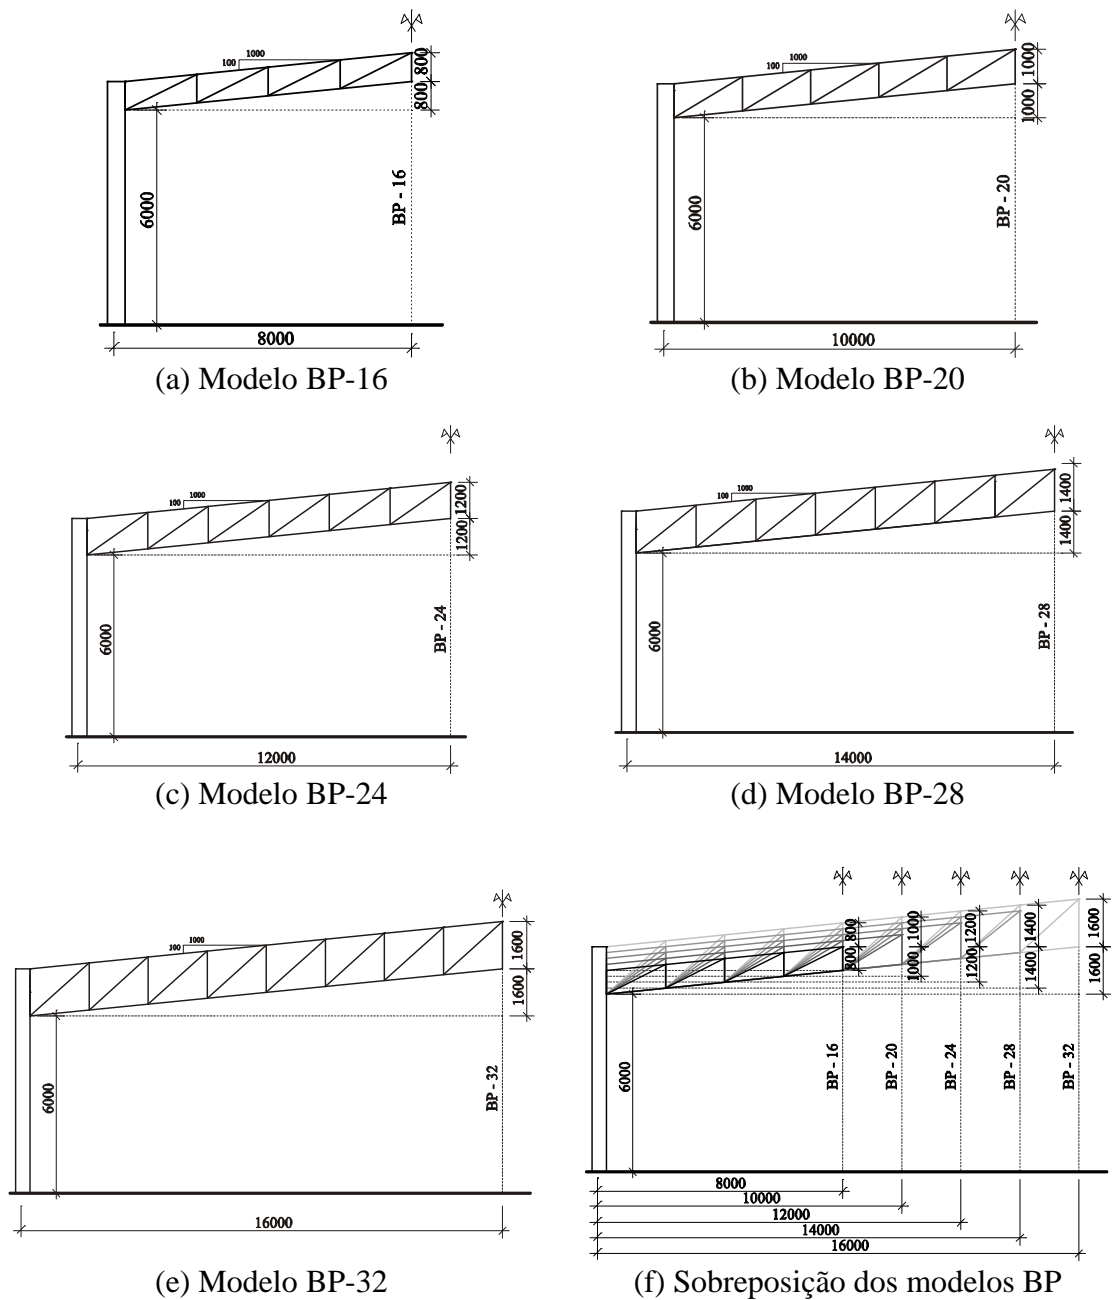 1000
100
800
800
6000
BP - 16
8000
(a) Modelo BP-16
1000
100
1000
1000
6000
BP - 20
10000
(b) Modelo BP-20
1000
100
1200
1200
6000
BP - 24
12000
(c) Modelo BP-24
1000
100
1400
1400
6000
BP - 28
14000
(d) Modelo BP-28
1000
100
1600
1600
6000
BP - 32
16000
(e) Modelo BP-32
800
1000
1200
1400
1600
800
1000
1200
1400
1600
6000
BP - 16
BP - 20
BP - 24
BP - 28
BP - 32
8000
10000
12000
14000
16000
(f) Sobreposição dos modelos BP